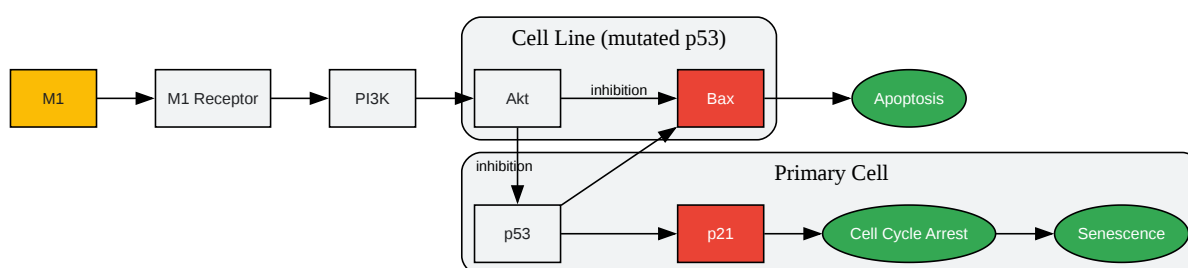 Cell Line (mutated p53)
M1
M1 Receptor
PI3K
Akt
inhibition
Bax
Apoptosis
inhibition
Primary Cell
p53
p21
Cell Cycle Arrest
Senescence